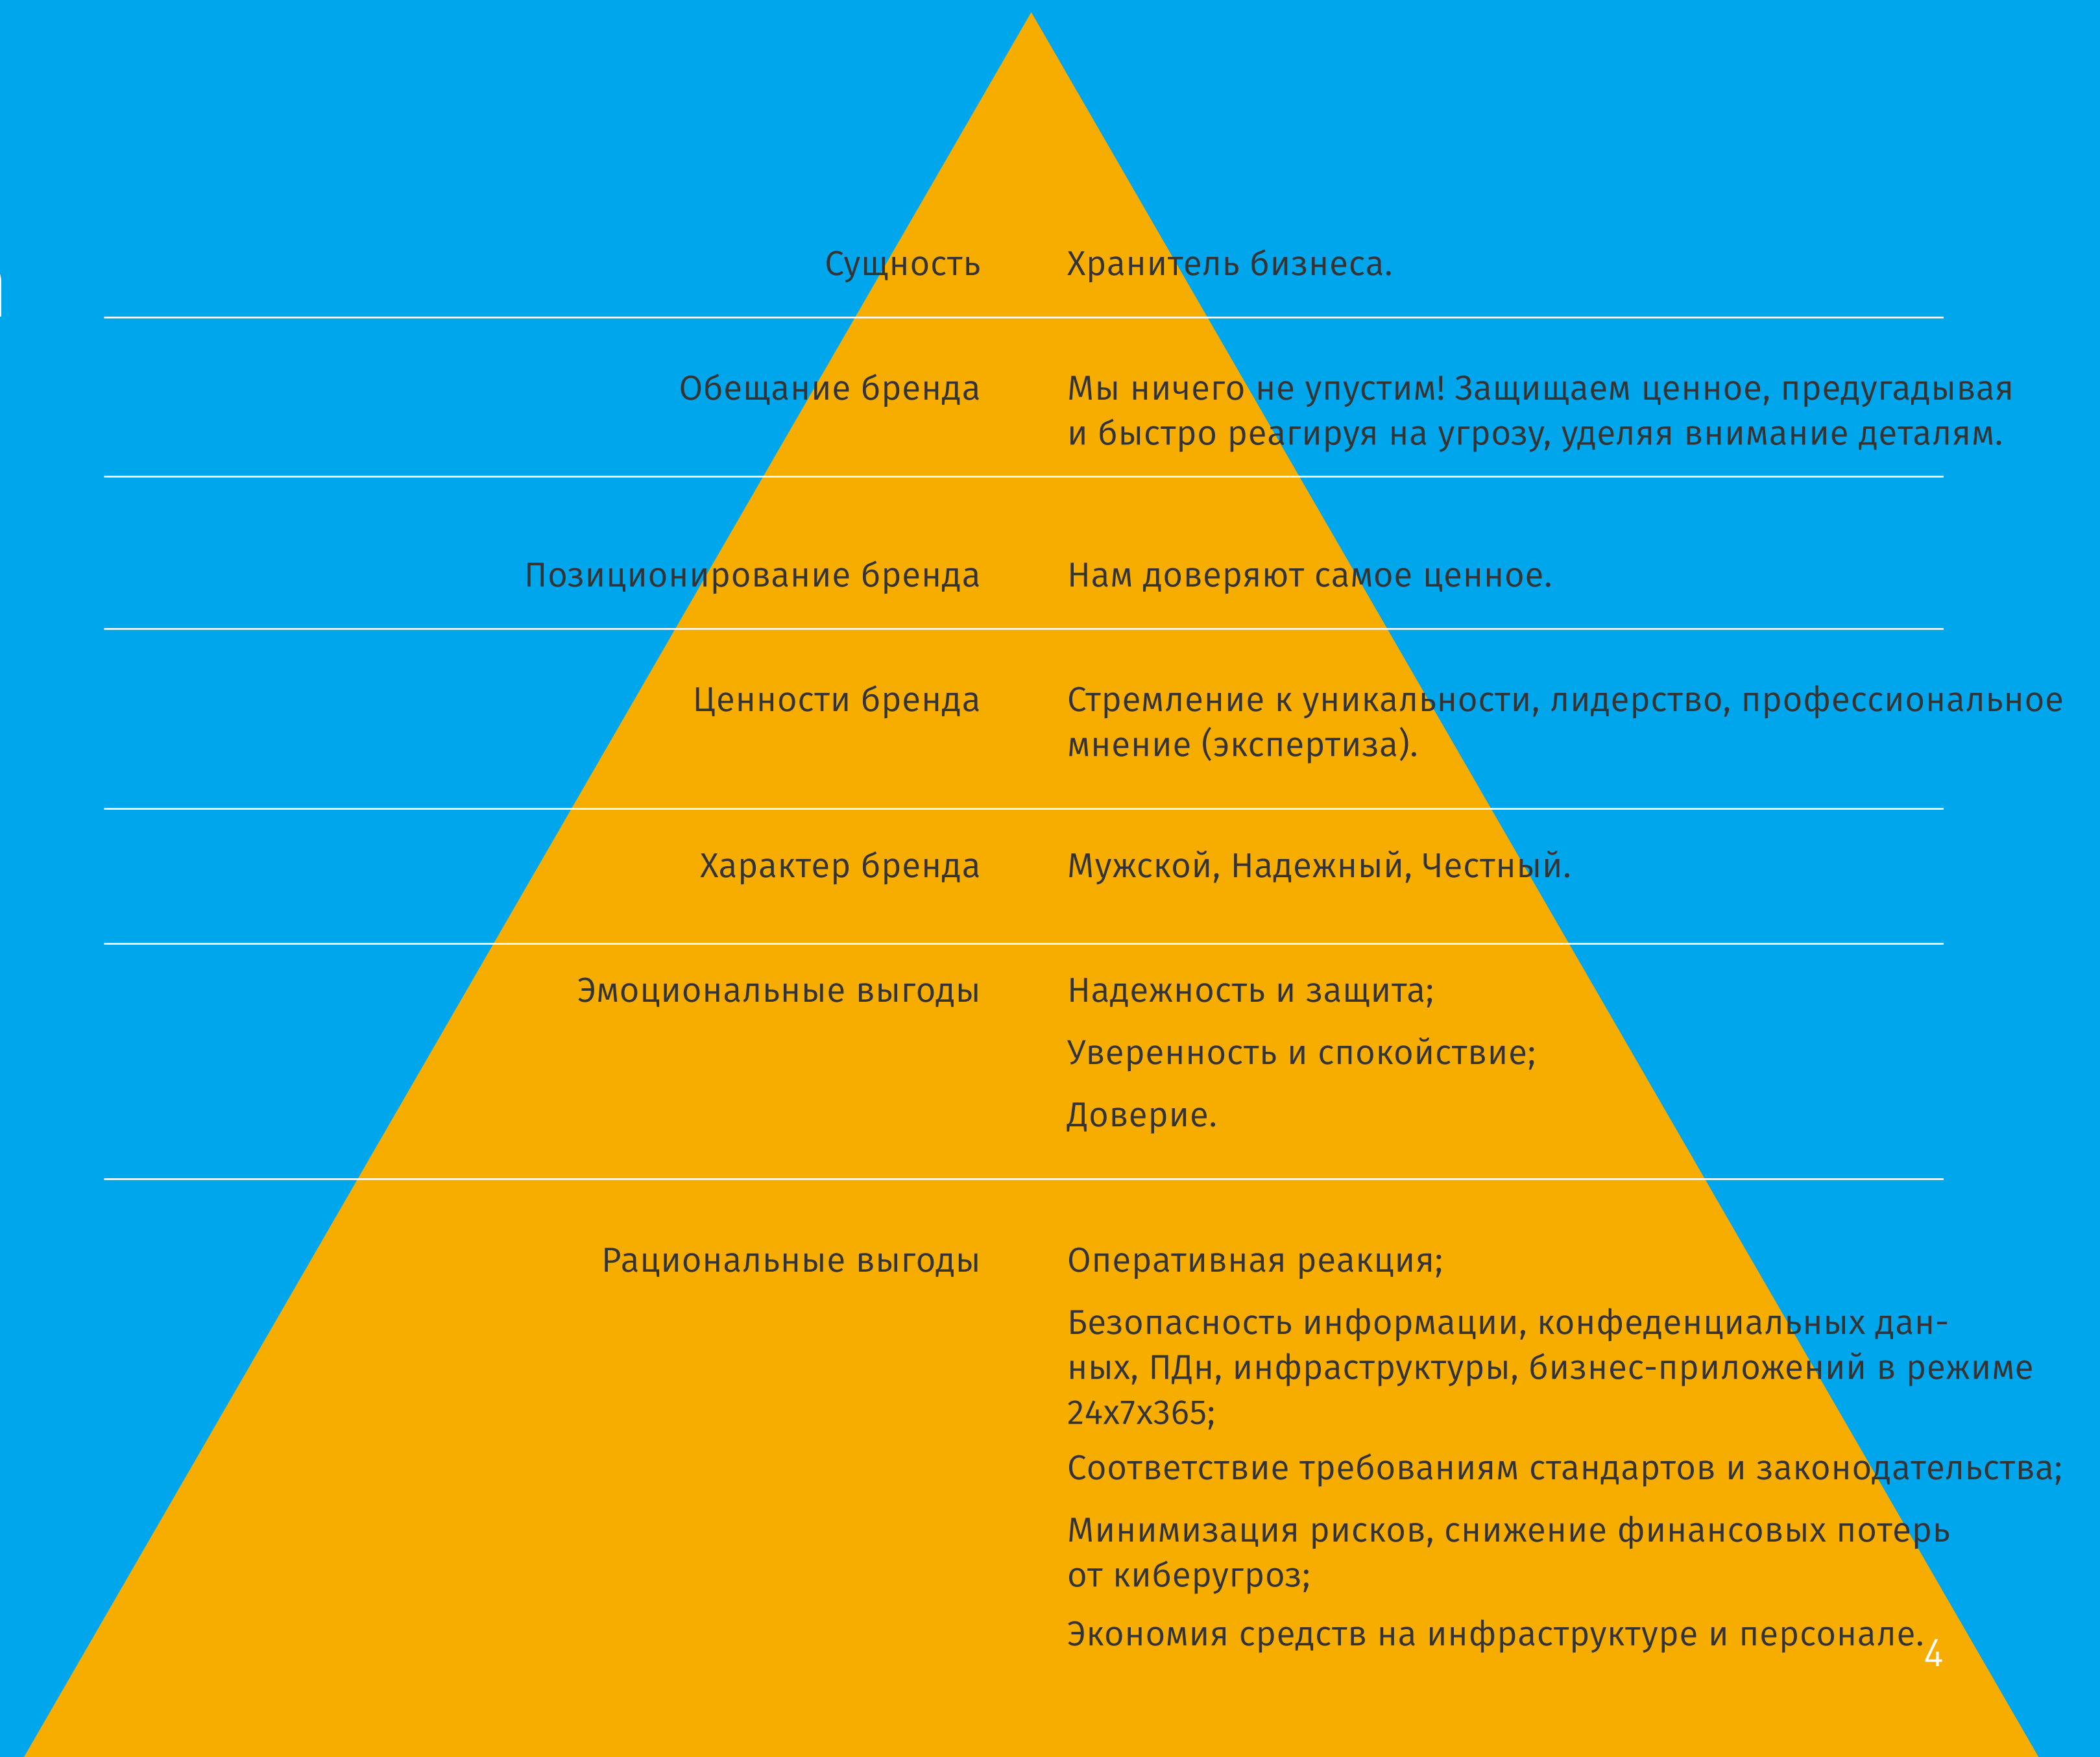 Сущность
Хранитель бизнеса.
Обещание бренда
Мы ничего не упустим! Защищаем ценное, предугадывая
и быстро реагируя на угрозу, уделяя внимание деталям.
Позиционирование бренда
Нам доверяют самое ценное.
Ценности бренда
Стремление к уникальности, лидерство, профессиональное
мнение (экспертиза).
Характер бренда
Мужской, Надежный, Честный.
Эмоциональные выгоды
Надежность и защита;
Уверенность и спокойствие;
Доверие.
Рациональные выгоды
Оперативная реакция;
Безопасность информации, конфеденциальных дан-
ных, ПДн, инфраструктуры, бизнес-приложений в режиме
24х7х365;
Соответствие требованиям стандартов и законодательства;
Минимизация рисков, снижение финансовых потерь
от киберугроз;
Экономия средств на инфраструктуре и персонале.
4